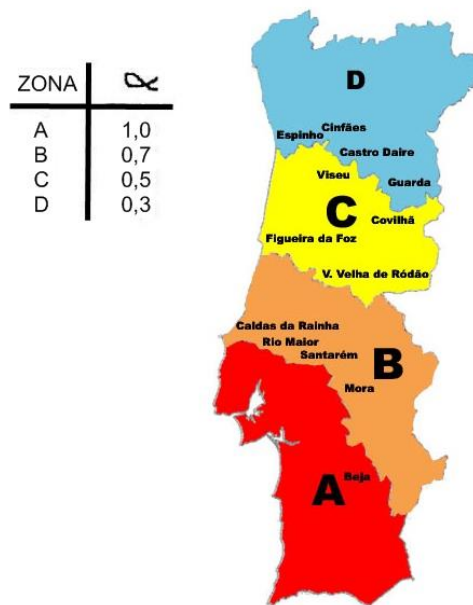 ZONA α
A 1,0
B 0,7
C 0,5
D 0,3
D
Cinfães
Espinho
Castro Daire
Viseu
Guarda
C
Covilhã
Figueira da Foz
V. Velha de Ródão
Caldas da Rainha
Rio Maior
Santarém
B
Mora
A
Beja